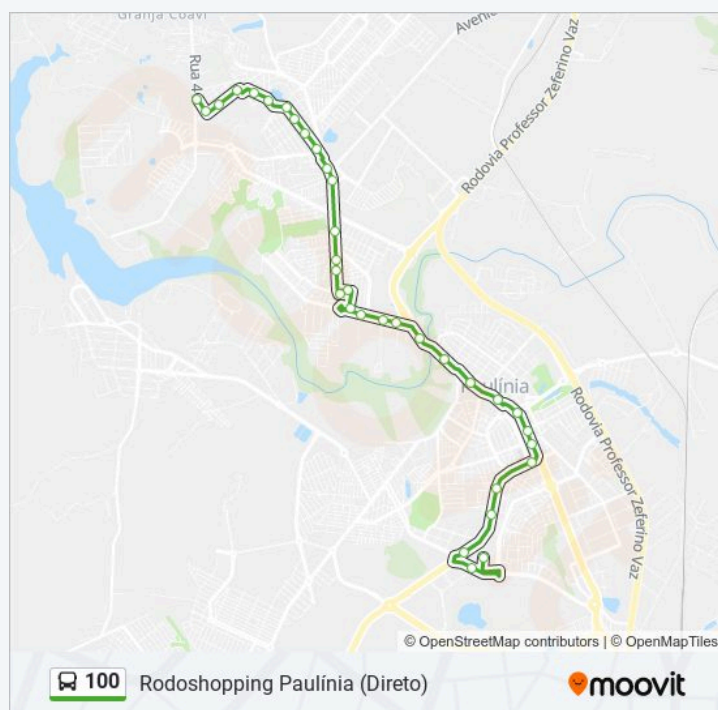 Granja Coavi
Rua 4
Avenid
Rodovia Professor Zeferino Vaz
Paulínia
Rodovia Professor Zeferino Vaz
© OpenStreetMap contributors | © OpenMapTiles
100 Rodoshopping Paulínia (Direto)
moovit